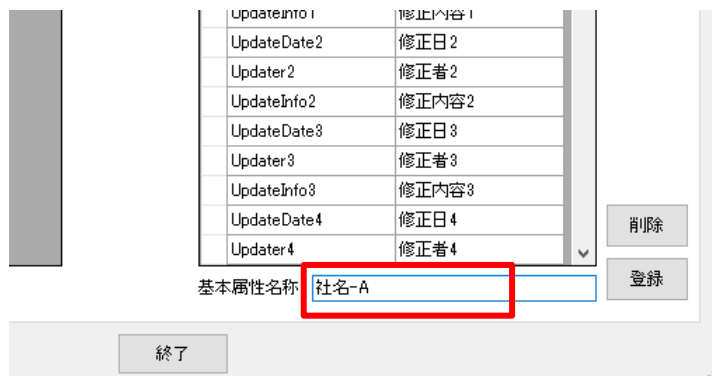 UpdateInfo1 修正内容1
UpdateDate2 修正日2
Updater2 修正者2
UpdateInfo2 修正内容2
UpdateDate3 修正日3
Updater3 修正者3
UpdateInfo3 修正内容3
UpdateDate4 修正日4
Updater4 修正者4
削除
基本属性名称 社名-A
登録
終了